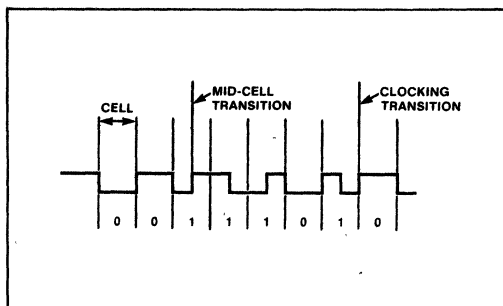 MID-CELL
TRANSITION
CLOCKING
TRANSITION
CELL
0 0 1 1 1 0 1 0